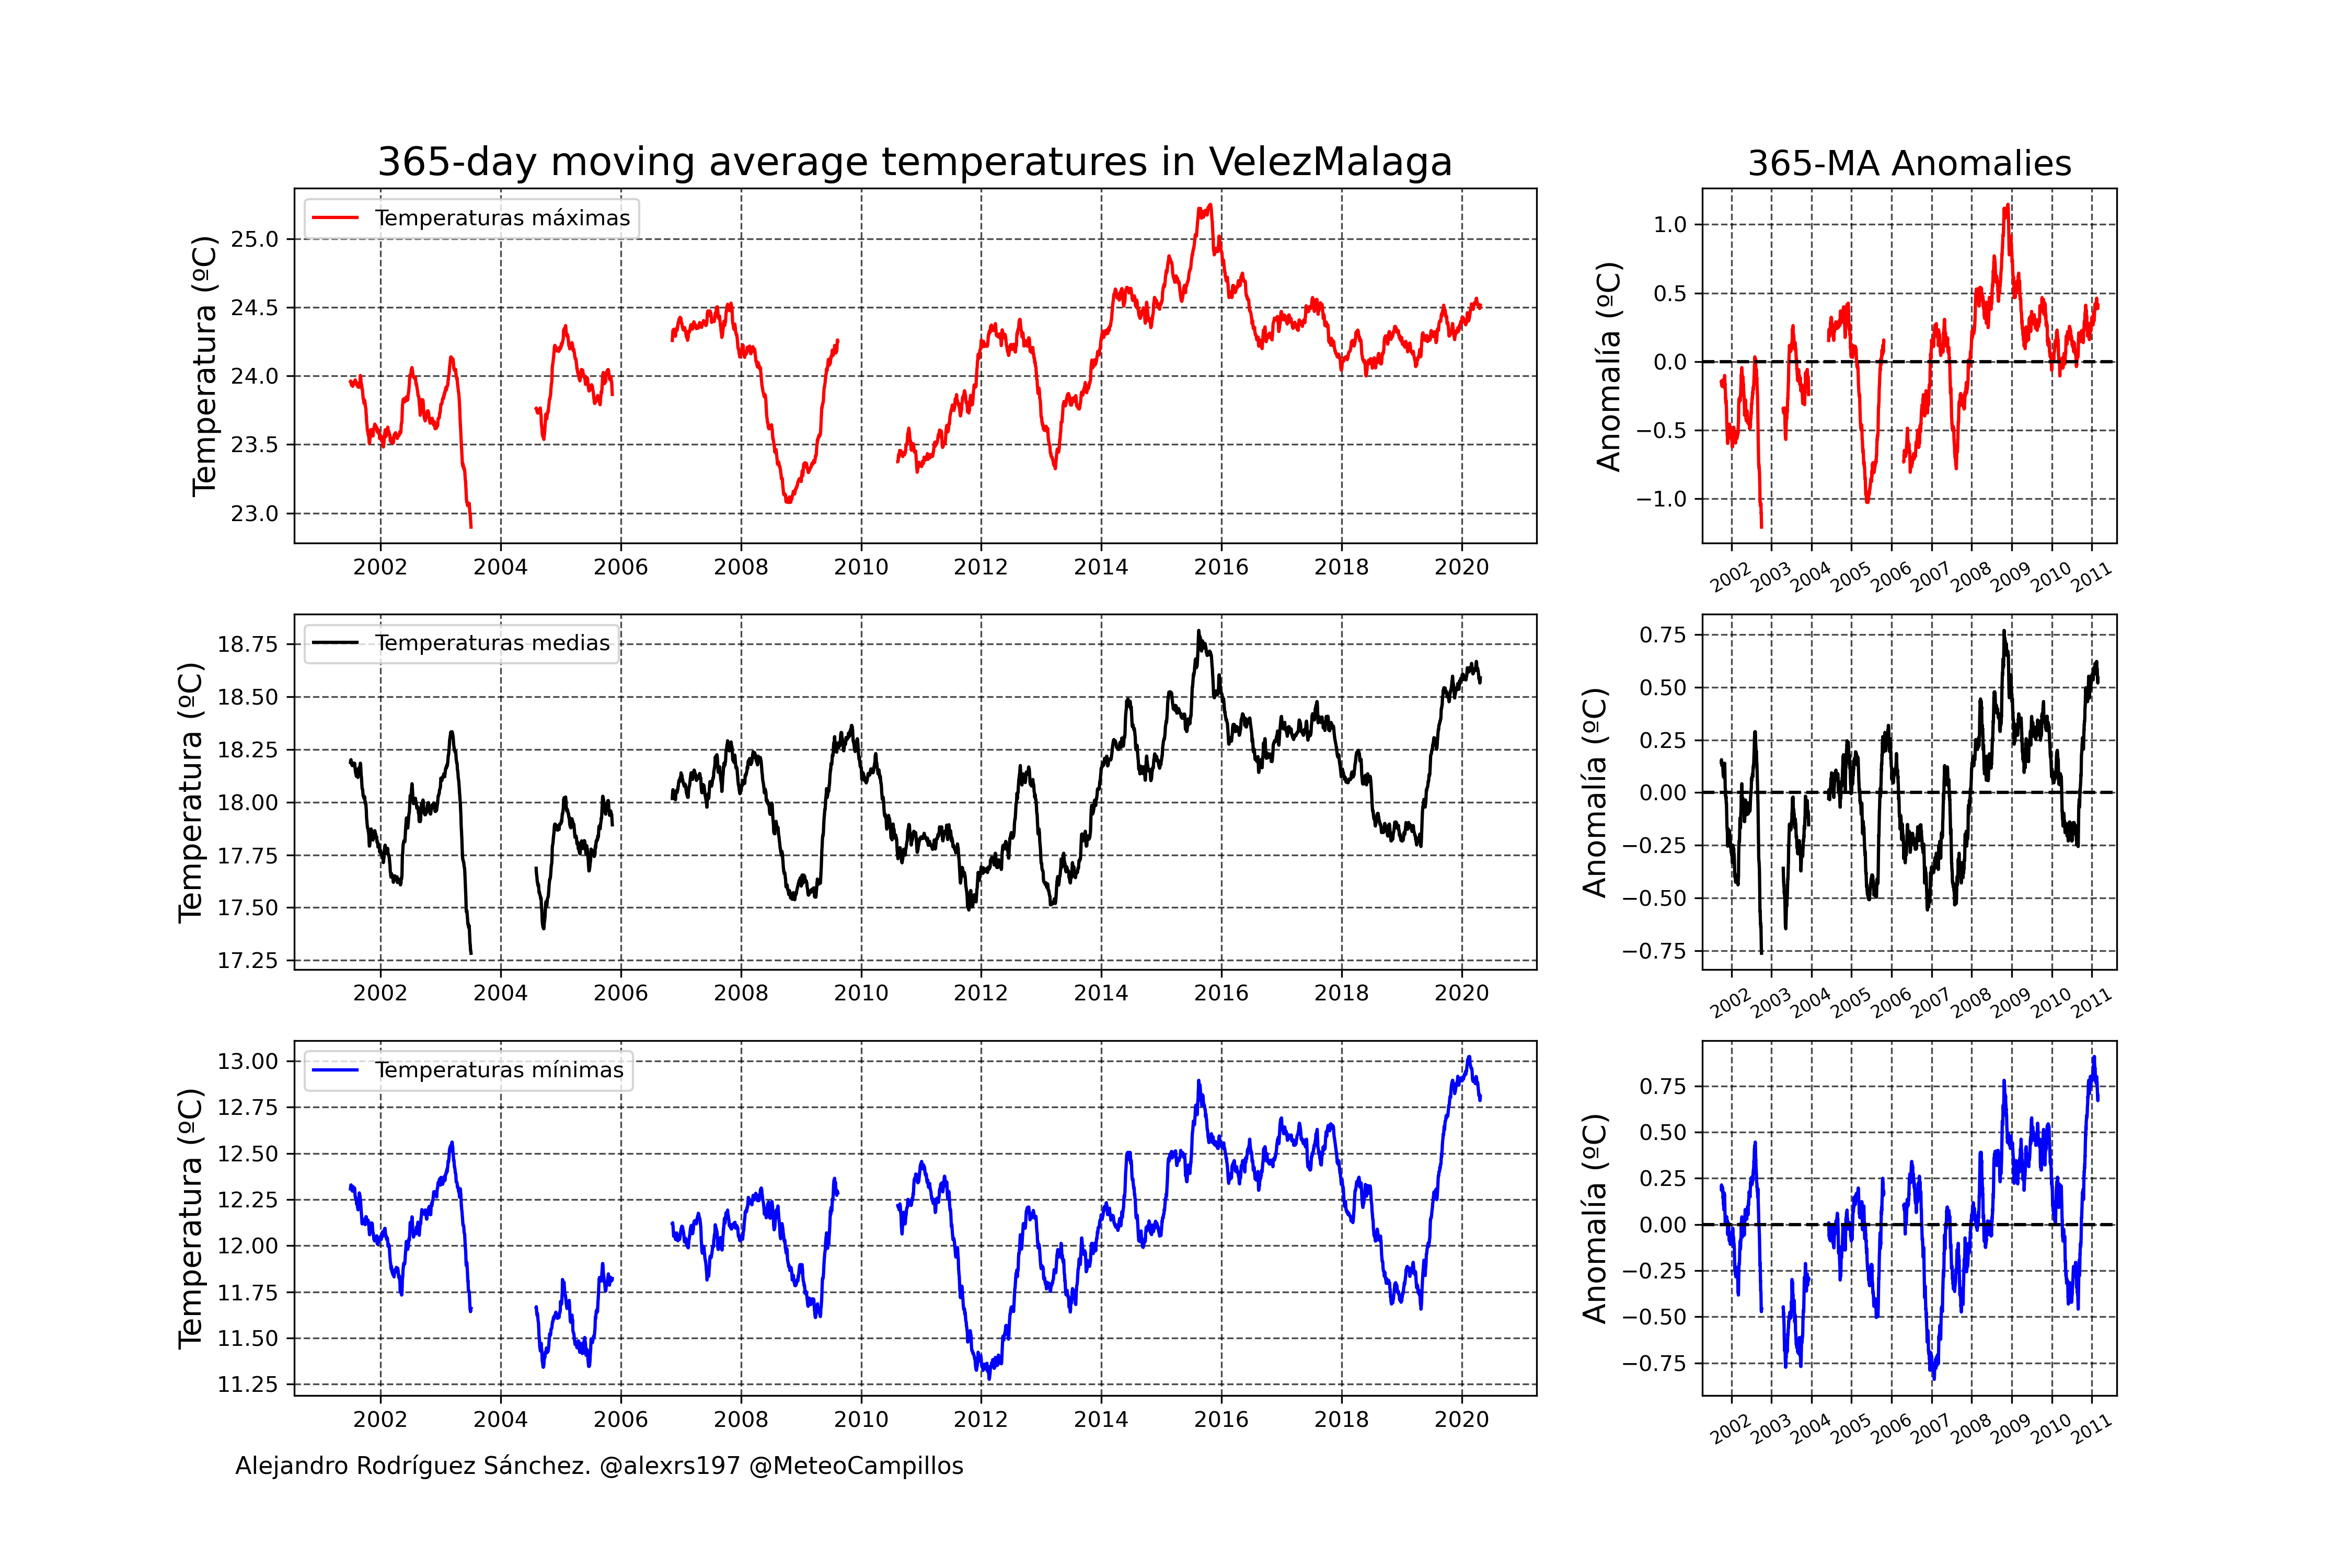 365-day moving average temperatures in VelezMalaga
365-MA Anomalies
Temperatura (ºC)
25.0
24.5
24.0
23.5
23.0
Temperaturas máximas
2002 2004 2006 2008 2010 2012 2014 2016 2018 2020
Anomalía (ºC)
1.0
0.5
0.0
−0.5
−1.0
2002 2003 2004 2005 2006 2007 2008 2009 2010 2011
Temperatura (ºC)
18.75
18.50
18.25
18.00
17.75
17.50
17.25
Temperaturas medias
2002 2004 2006 2008 2010 2012 2014 2016 2018 2020
Anomalía (ºC)
0.75
0.50
0.25
0.00
−0.25
−0.50
−0.75
2002 2003 2004 2005 2006 2007 2008 2009 2010 2011
Temperatura (ºC)
13.00
12.75
12.50
12.25
12.00
11.75
11.50
11.25
Temperaturas mínimas
2002 2004 2006 2008 2010 2012 2014 2016 2018 2020
Anomalía (ºC)
0.75
0.50
0.25
0.00
−0.25
−0.50
−0.75
2002 2003 2004 2005 2006 2007 2008 2009 2010 2011
Alejandro Rodríguez Sánchez. @alexrs197 @MeteoCampillos